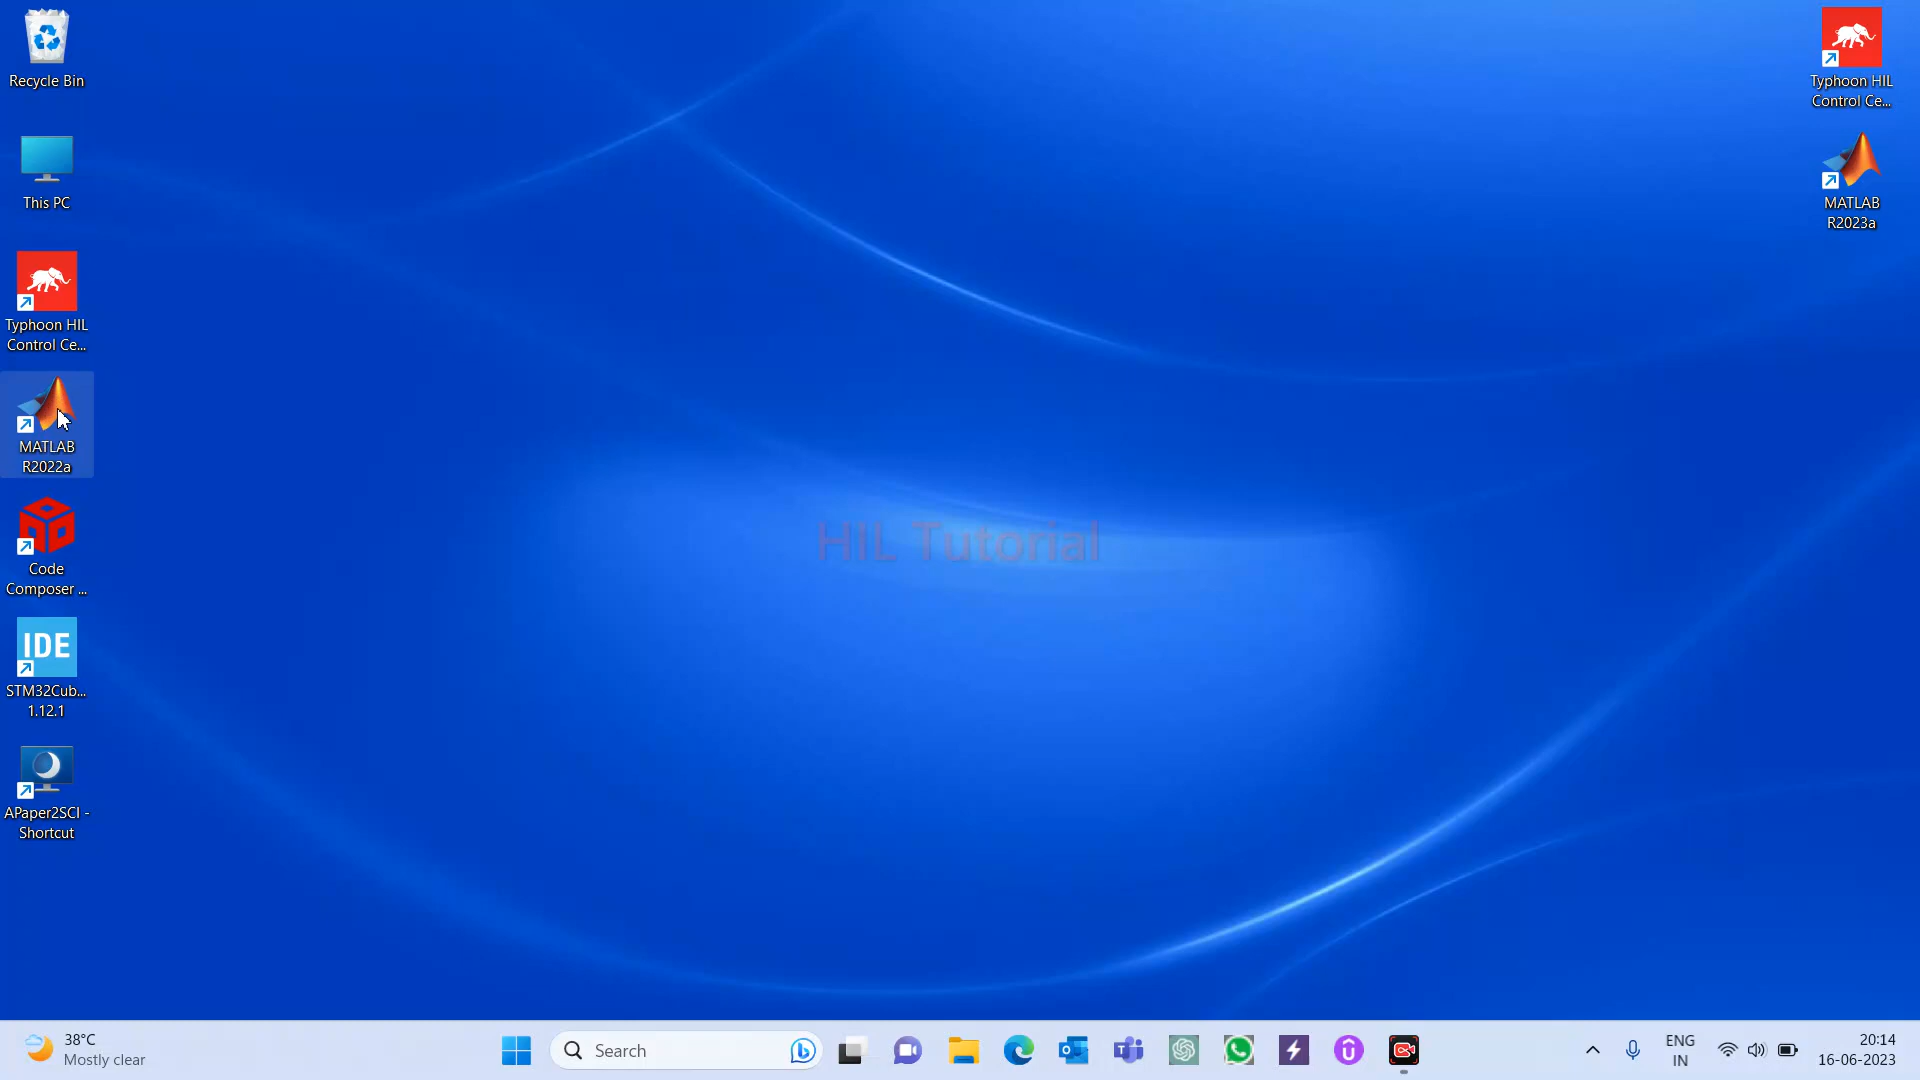 Recycle Bin
This PC
Typhoon HIL
Control Ce...
MATLAB
R2022a
Code
Composer ...
IDE
STM32Cub...
1.12.1
APaper2SCI -
Shortcut
Typhoon HIL
Control Ce...
MATLAB
R2023a
HIL Tutorial
38°C
Mostly clear
Search
ENG
IN
20:14
16-06-2023